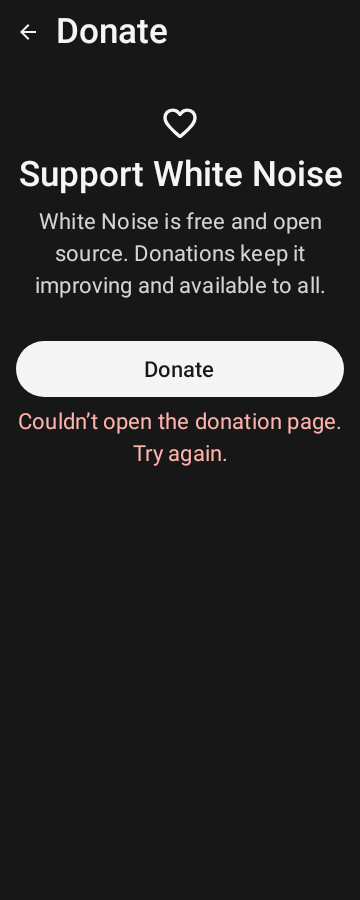 Donate
Support White Noise
White Noise is free and open
source. Donations keep it
improving and available to all.
Donate
Couldn’t open the donation page.
Try again.